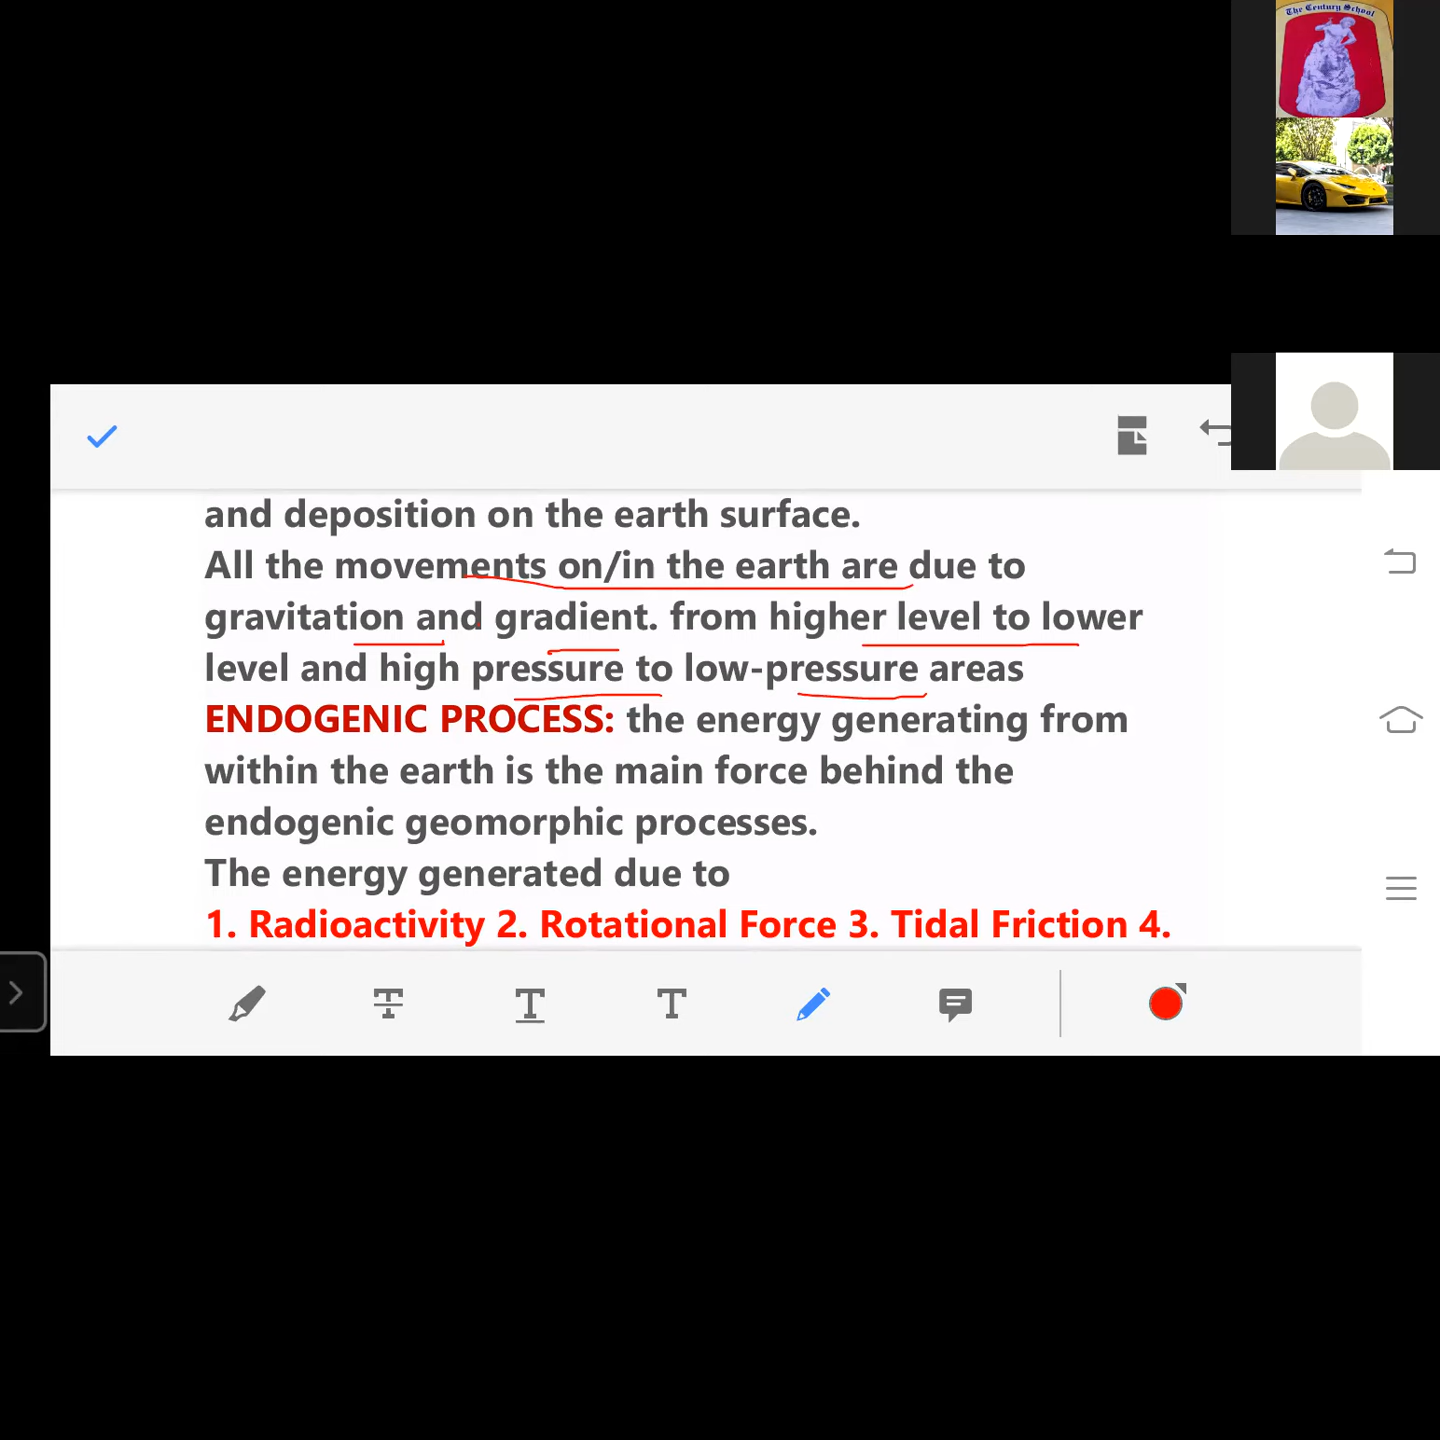 The Century School
and deposition on the earth surface.
All the movements on/in the earth are due to
gravitation and gradient. from higher level to lower
level and high pressure to low-pressure areas
ENDOGENIC PROCESS: the energy generating from
within the earth is the main force behind the
endogenic geomorphic processes.
The energy generated due to
1. Radioactivity 2. Rotational Force 3. Tidal Friction 4.